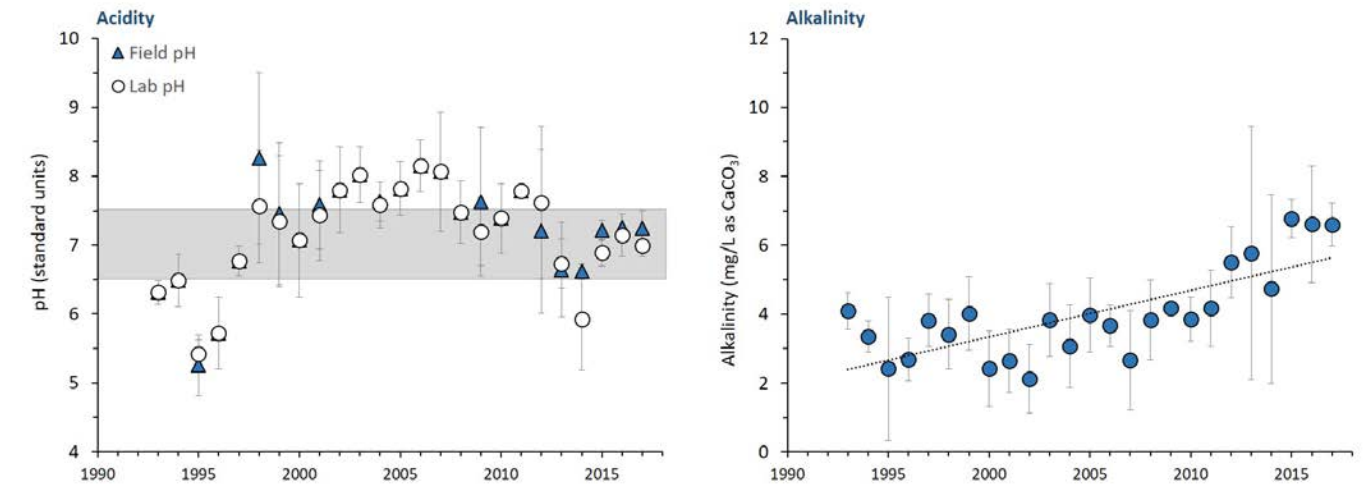 Acidity
10
9
8
7
6
5
4
pH (standard units)
Field pH
Lab pH
1990 1995 2000 2005 2010 2015
Alkalinity
12
10
8
6
4
2
0
Alkalinity (mg/L as CaCO₃)
1990 1995 2000 2005 2010 2015